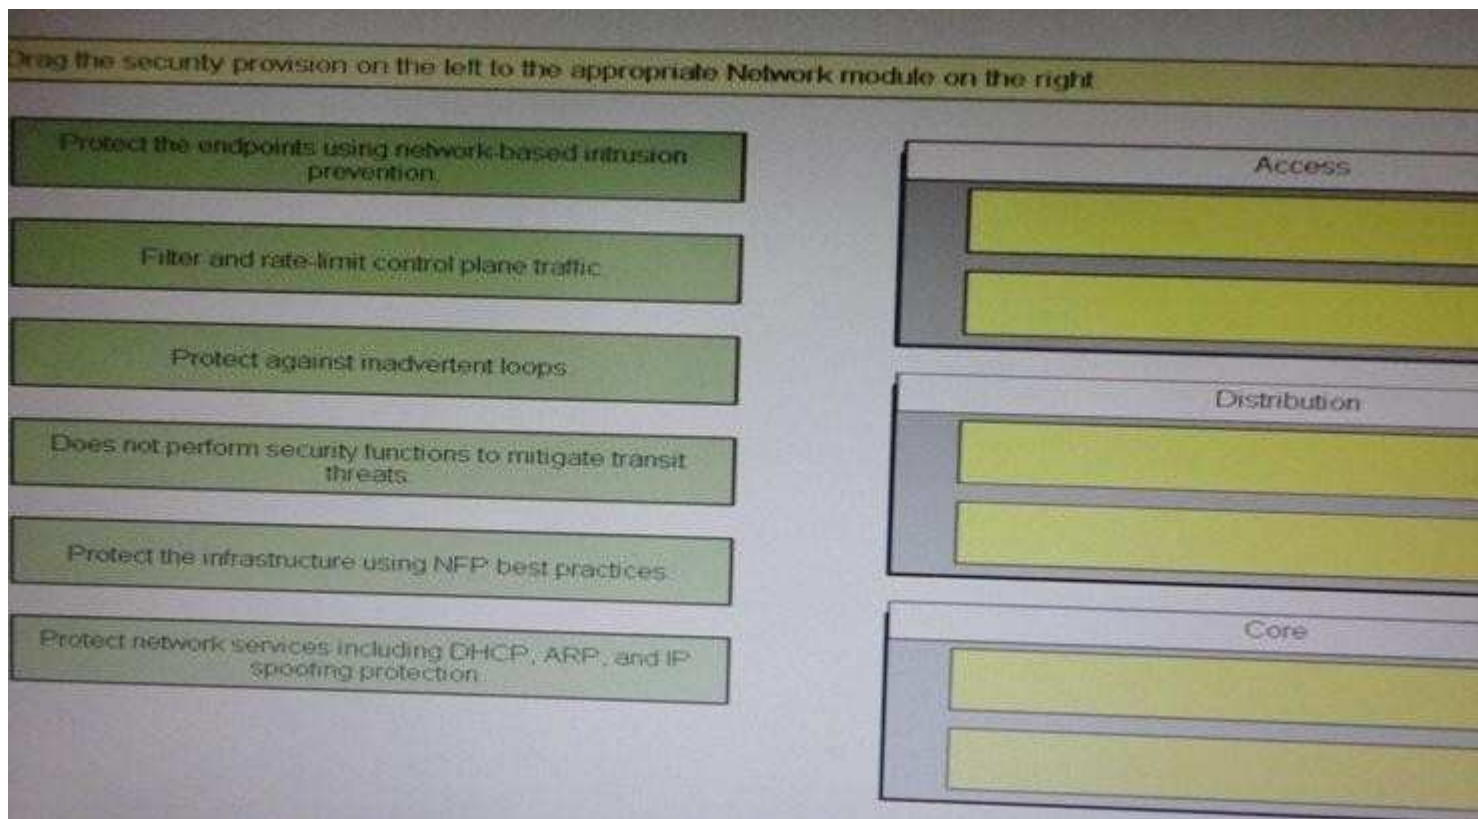 Drag the security provision on the left to the appropriate Network module on the right
Protect the endpoints using network-based intrusion
prevention.
Filter and rate-limit control plane traffic.
Protect against inadvertent loops
Does not perform security functions to mitigate transit
threats.
Protect the infrastructure using NFP best practices.
Protect network services including DHCP, ARP, and IP
spoofing protection.
Access
Distribution
Core